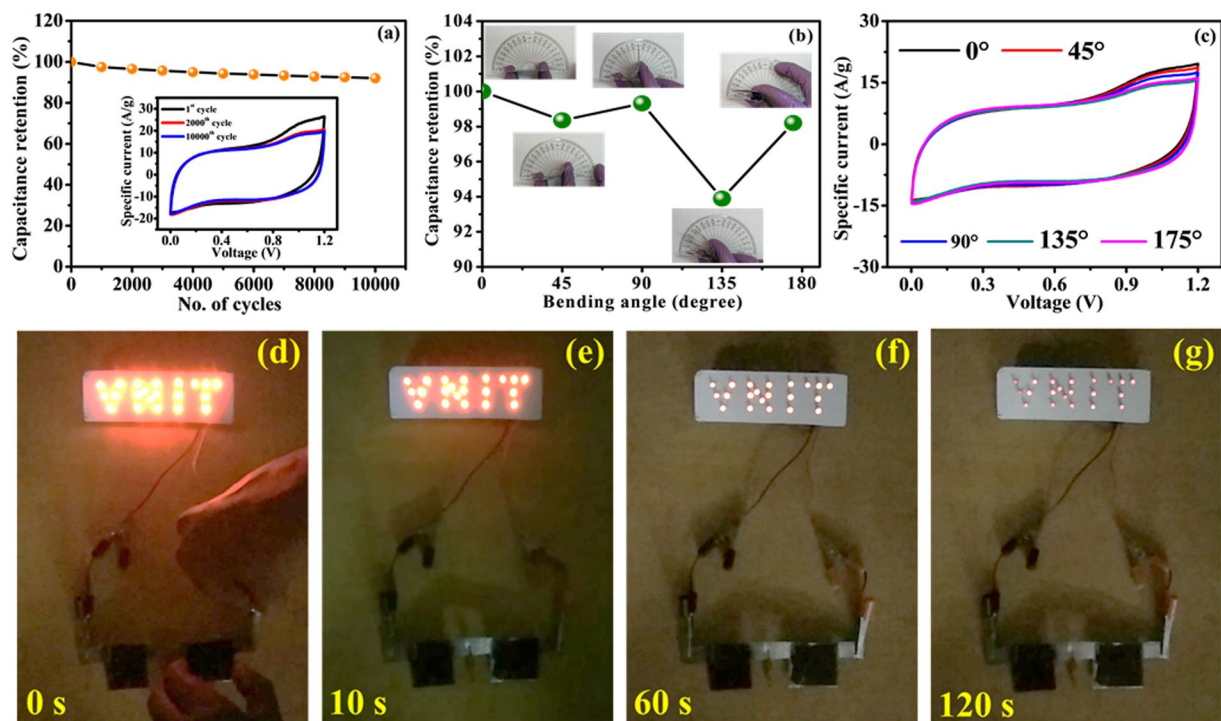 (a)
Capacitance retention (%)
120
100
80
60
40
20
0
0
2000
4000
6000
8000
10000
No. of cycles
1st cycle
2000th cycle
10000th cycle
Specific current (A/g)
30
20
10
0
-10
-20
0.0
0.4
0.8
1.2
Voltage (V)
(b)
Capacitance retention (%)
104
102
100
98
96
94
92
90
0
45
90
135
180
Bending angle (degree)
(c)
0°
45°
90°
135°
175°
Specific current (A/g)
30
15
0
-15
-30
0.0
0.3
0.6
0.9
1.2
Voltage (V)
(d)
VNIT
0 s
(e)
VNIT
10 s
(f)
VNIT
60 s
(g)
VNIT
120 s